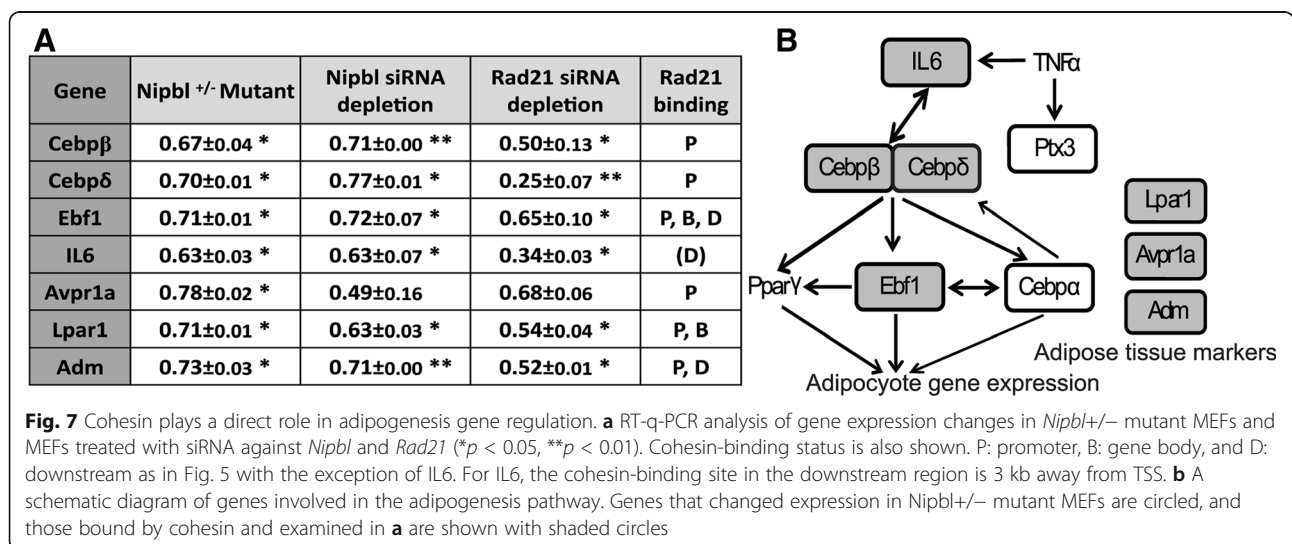 A
Gene | Nipbl +/- Mutant | Nipbl siRNA depletion | Rad21 siRNA depletion | Rad21 binding
Cebpβ | 0.67±0.04 * | 0.71±0.00 ** | 0.50±0.13 * | P
Cebpδ | 0.70±0.01 * | 0.77±0.01 * | 0.25±0.07 ** | P
Ebf1 | 0.71±0.01 * | 0.72±0.07 * | 0.65±0.10 * | P, B, D
IL6 | 0.63±0.03 * | 0.63±0.07 * | 0.34±0.03 * | (D)
Avpr1a | 0.78±0.02 * | 0.49±0.16 | 0.68±0.06 | P
Lpar1 | 0.71±0.01 * | 0.63±0.03 * | 0.54±0.04 * | P, B
Adm | 0.73±0.03 * | 0.71±0.00 ** | 0.52±0.01 * | P, D
B
IL6
TNFα
Ptx3
Cebpβ
Cebpδ
Lpar1
Avpr1a
Adm
Pparγ
Ebf1
Cebpα
Adipose tissue markers
Adipocyote gene expression
Fig. 7 Cohesin plays a direct role in adipogenesis gene regulation. a RT-q-PCR analysis of gene expression changes in Nipbl+/− mutant MEFs and
MEFs treated with siRNA against Nipbl and Rad21 (*p < 0.05, **p < 0.01). Cohesin-binding status is also shown. P: promoter, B: gene body, and D:
downstream as in Fig. 5 with the exception of IL6. For IL6, the cohesin-binding site in the downstream region is 3 kb away from TSS. b A
schematic diagram of genes involved in the adipogenesis pathway. Genes that changed expression in Nipbl+/− mutant MEFs are circled, and
those bound by cohesin and examined in a are shown with shaded circles